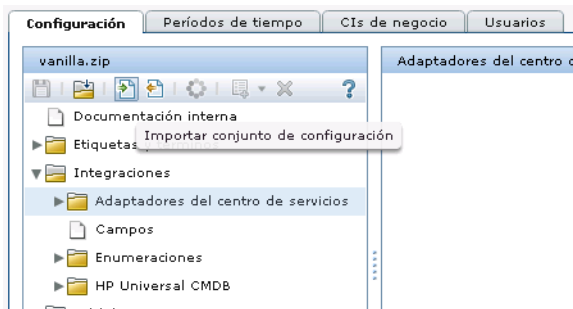 Configuración
Períodos de tiempo
CIs de negocio
Usuarios
vanilla.zip
Adaptadores del centro
?
Documentación interna
Importar conjunto de configuración
Etiquetas
Integraciones
Adaptadores del centro de servicios
Campos
Enumeraciones
HP Universal CMDB